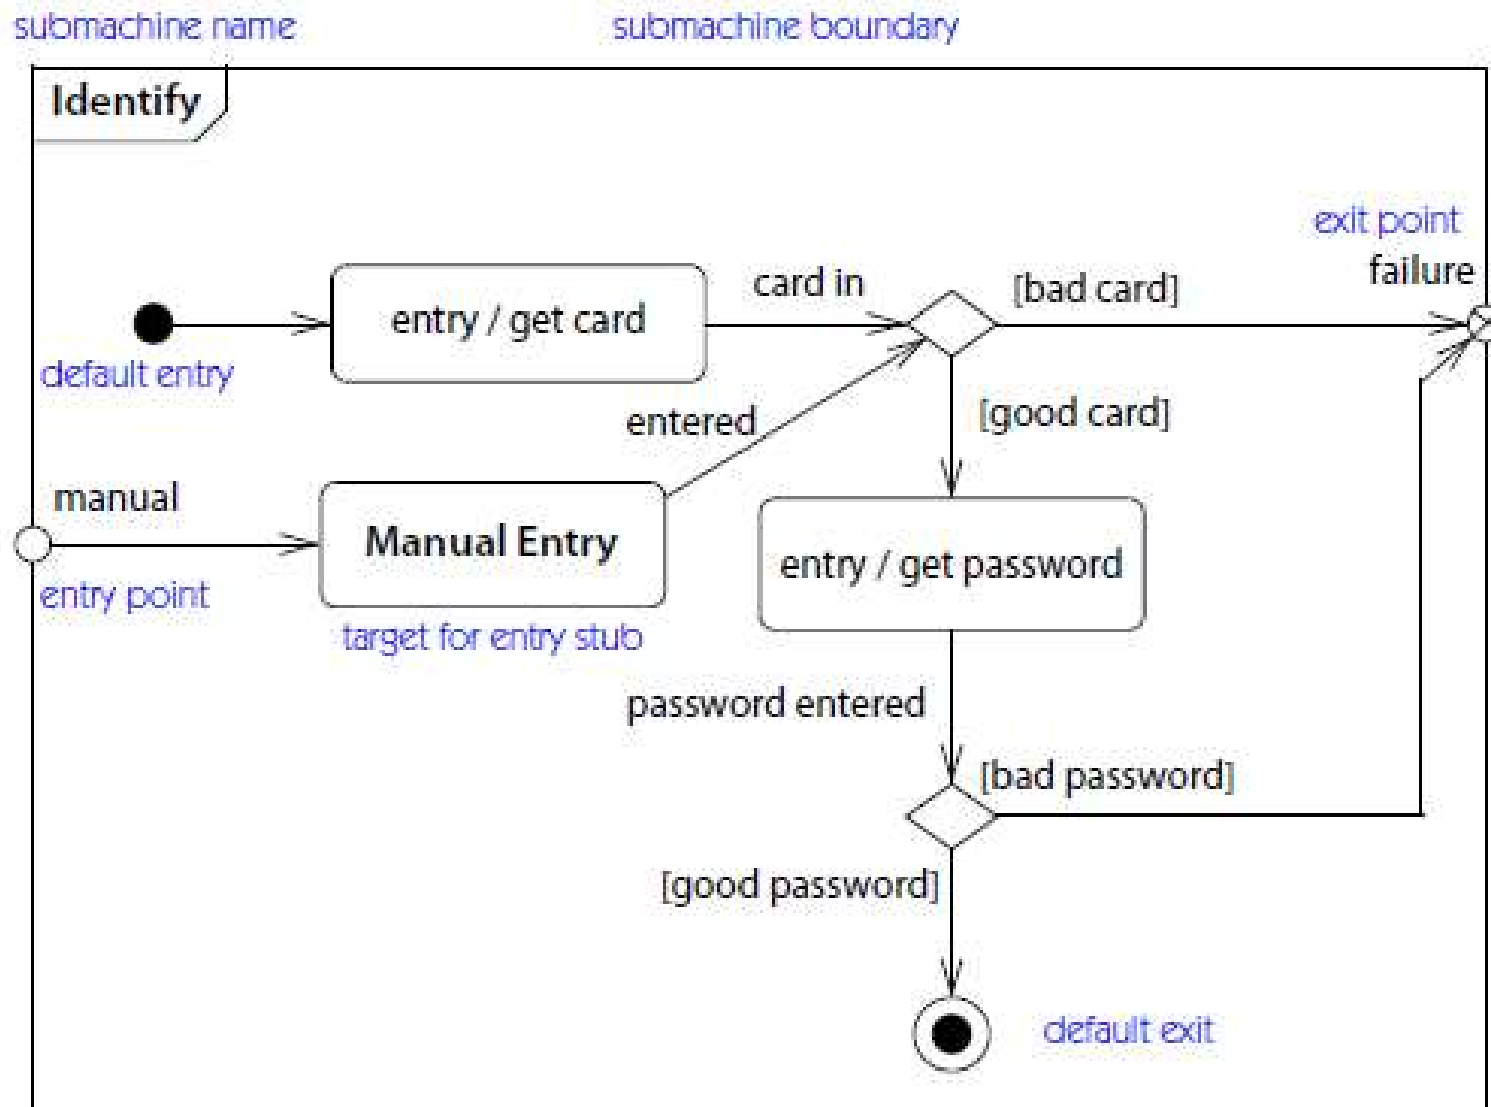 submachine name
submachine boundary
Identify
exit point
failure
card in
[bad card]
entry / get card
default entry
entered
[good card]
manual
Manual Entry
entry / get password
entry point
target for entry stub
password entered
[bad password]
[good password]
default exit